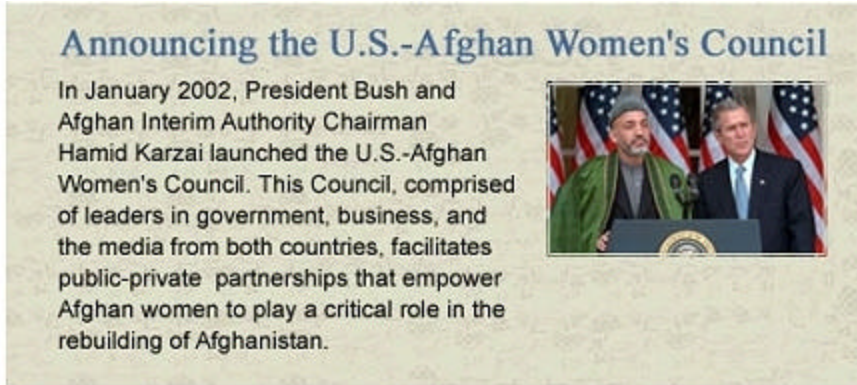 Announcing the U.S.-Afghan Women's Council
In January 2002, President Bush and
Afghan Interim Authority Chairman
Hamid Karzai launched the U.S.-Afghan
Women's Council. This Council, comprised
of leaders in government, business, and
the media from both countries, facilitates
public-private  partnerships that empower
Afghan women to play a critical role in the
rebuilding of Afghanistan.